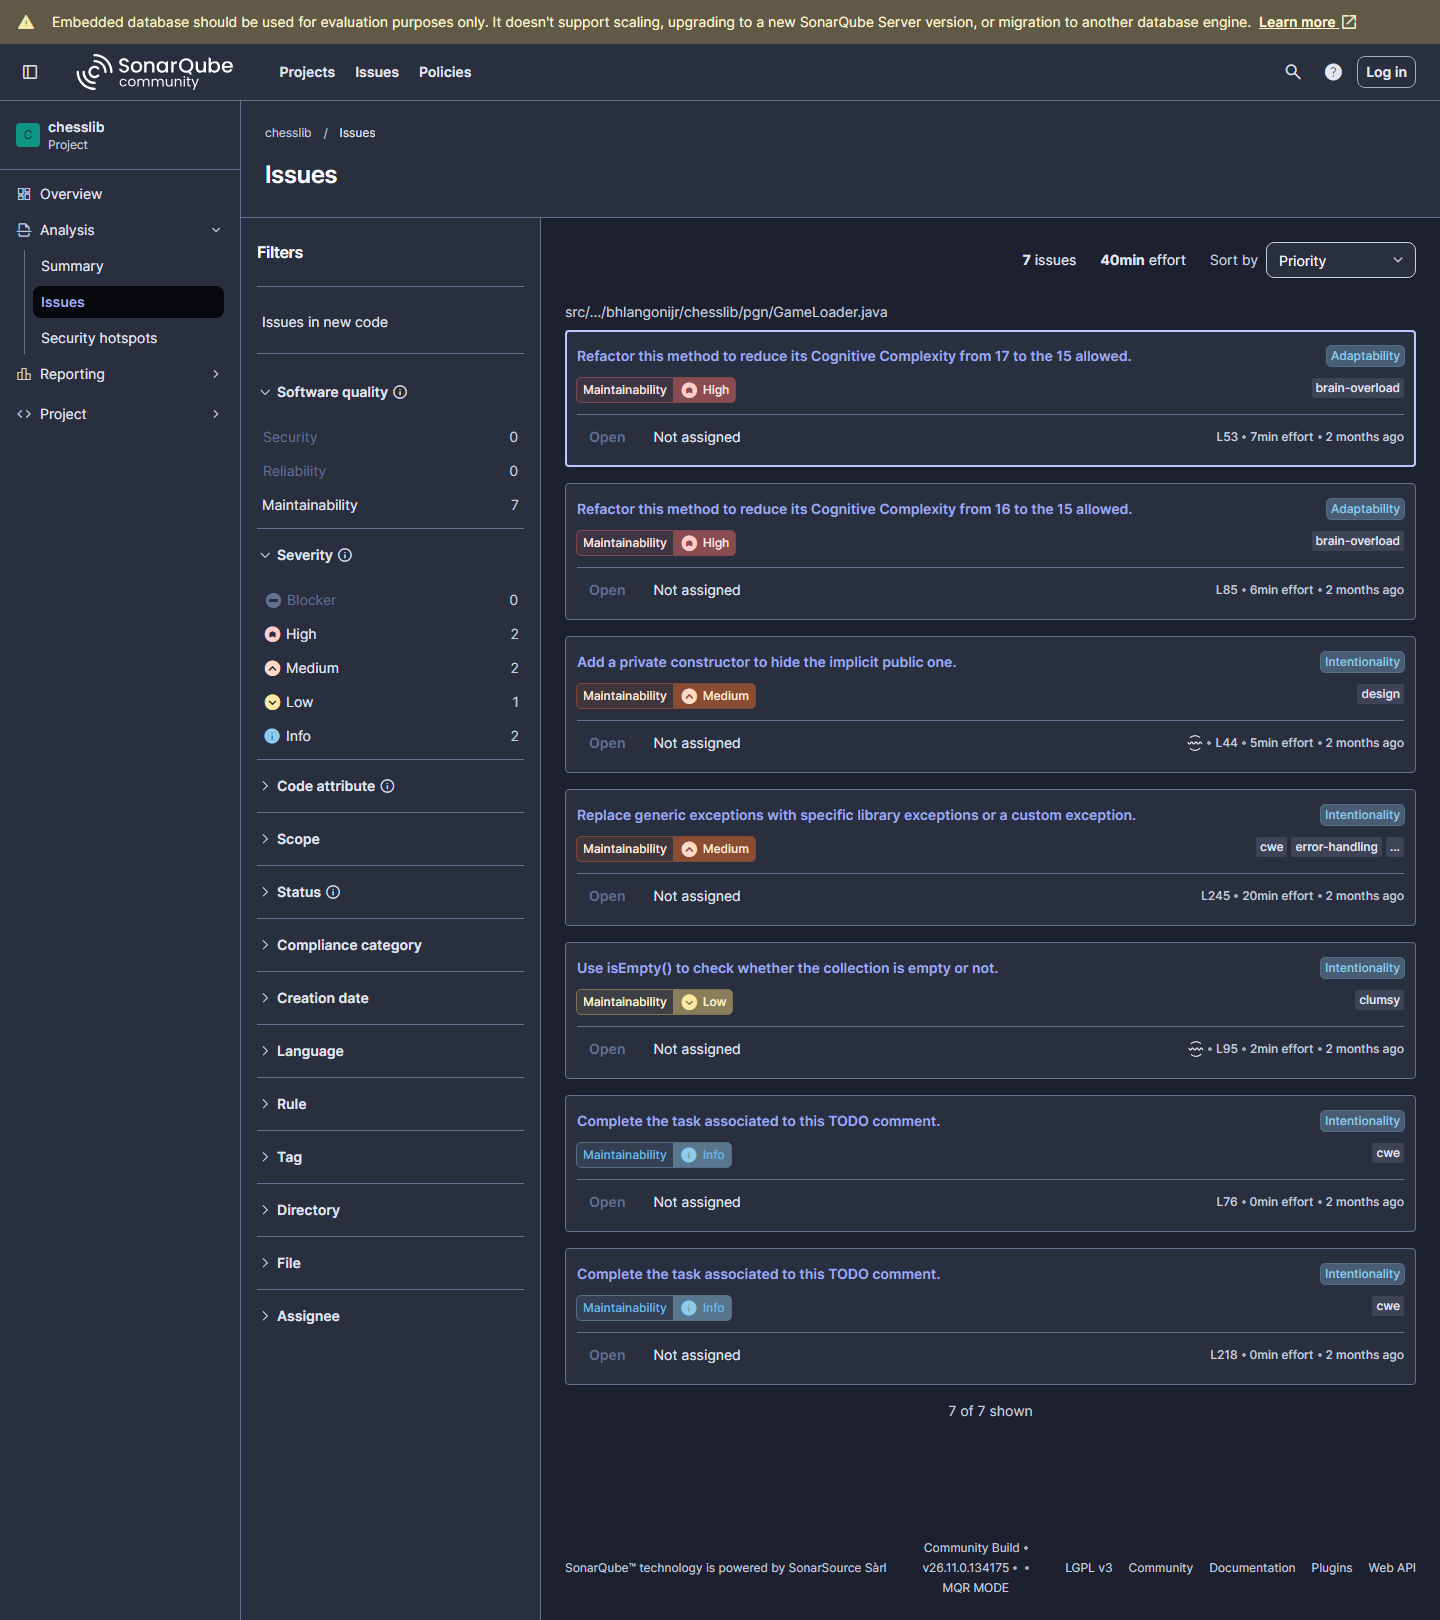 Embedded database should be used for evaluation purposes only. It doesn't support scaling, upgrading to a new SonarQube Server version, or migration to another database engine. Learn more
SonarQube community
Projects Issues Policies
? Log in
C chesslib
Project
Overview
Analysis
Summary
Issues
Security hotspots
Reporting
Project
chesslib / Issues
Issues
Filters
Issues in new code
Software quality
Security 0
Reliability 0
Maintainability 7
Severity
Blocker 0
High 2
Medium 2
Low 1
Info 2
Code attribute
Scope
Status
Compliance category
Creation date
Language
Rule
Tag
Directory
File
Assignee
7 issues 40min effort Sort by Priority
src/.../bhlangonijr/chesslib/pgn/GameLoader.java
Refactor this method to reduce its Cognitive Complexity from 17 to the 15 allowed. Adaptability
Maintainability High brain-overload
Open Not assigned L53 • 7min effort • 2 months ago
Refactor this method to reduce its Cognitive Complexity from 16 to the 15 allowed. Adaptability
Maintainability High brain-overload
Open Not assigned L85 • 6min effort • 2 months ago
Add a private constructor to hide the implicit public one. Intentionality
Maintainability Medium design
Open Not assigned • L44 • 5min effort • 2 months ago
Replace generic exceptions with specific library exceptions or a custom exception. Intentionality
Maintainability Medium cwe error-handling ...
Open Not assigned L245 • 20min effort • 2 months ago
Use isEmpty() to check whether the collection is empty or not. Intentionality
Maintainability Low clumsy
Open Not assigned • L95 • 2min effort • 2 months ago
Complete the task associated to this TODO comment. Intentionality
Maintainability Info cwe
Open Not assigned L76 • 0min effort • 2 months ago
Complete the task associated to this TODO comment. Intentionality
Maintainability Info cwe
Open Not assigned L218 • 0min effort • 2 months ago
7 of 7 shown
SonarQube™ technology is powered by SonarSource Sàrl
Community Build •
v26.11.0.134175 • •
MQR MODE
LGPL v3 Community Documentation Plugins Web API